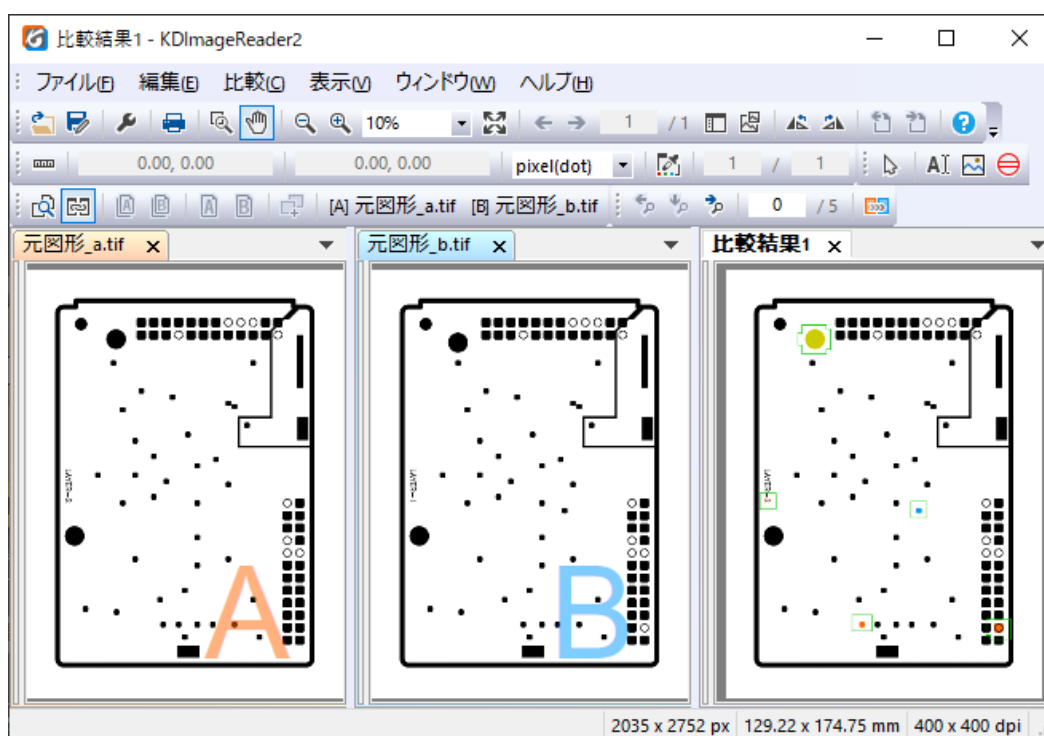 比較結果1 - KDImageReader2
ファイル(F) 編集(E) 比較(C) 表示(V) ウィンドウ(W) ヘルプ(H)
10% 1 / 1
0.00, 0.00 0.00, 0.00 pixel(dot) 1 / 1 AI
A B A B [A] 元図形_a.tif [B] 元図形_b.tif 0 / 5
元図形_a.tif 元図形_b.tif 比較結果1
A B
2035 x 2752 px 129.22 x 174.75 mm 400 x 400 dpi